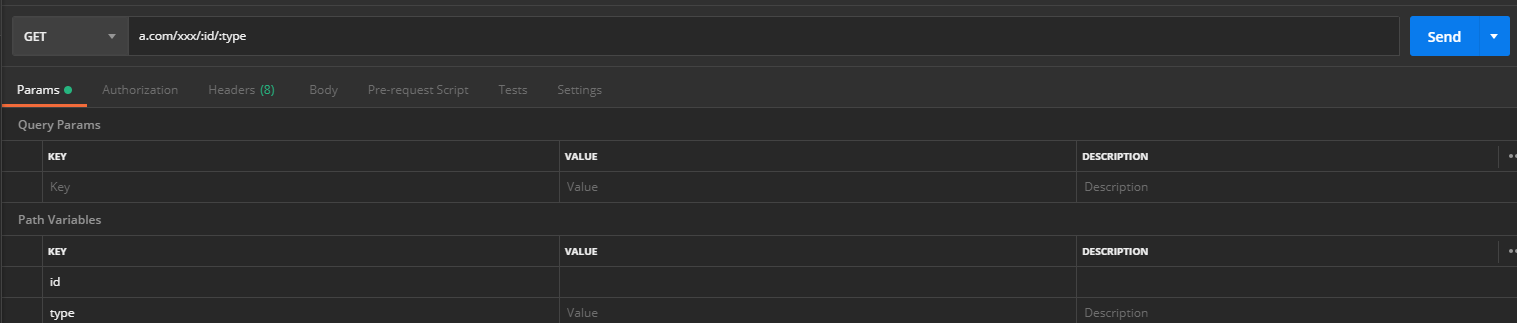 GET a.com/xxx/:id/:type Send
Params Authorization Headers (8) Body Pre-request Script Tests Settings
Query Params
KEY VALUE DESCRIPTION
Key Value Description
Path Variables
KEY VALUE DESCRIPTION
id
type Value Description